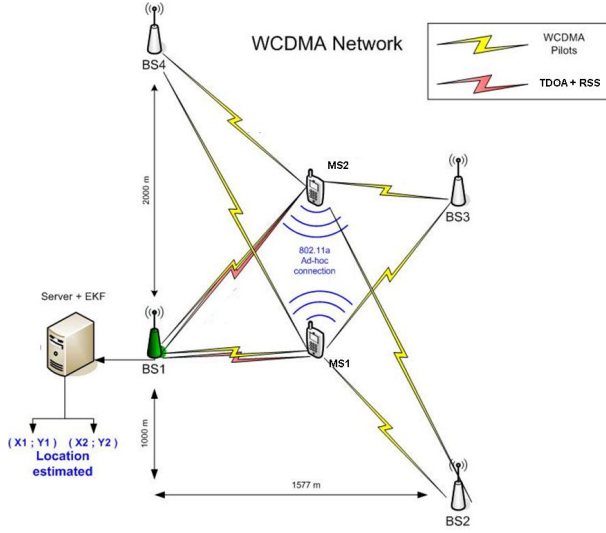 WCDMA Network
WCDMA
Pilots
TDOA + RSS
BS4
MS2
2000 m
BS3
802.11a
Ad-hoc
connection
Server + EKF
BS1
MS1
( X1 ; Y1 ) ( X2 ; Y2 )
Location
estimated
1000 m
1577 m
BS2